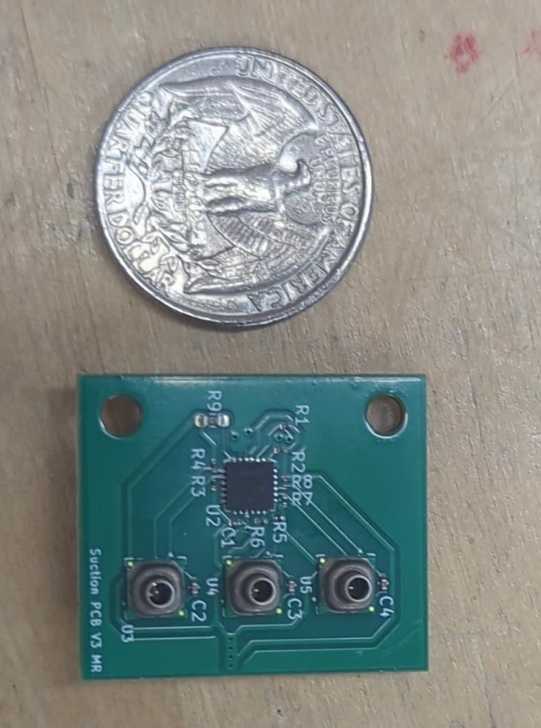 UNITED STATES OF AMERICA
QUARTER DOLLAR
R9
R1
R4
R3
R2
R8
R7
U2
C1
R6
R5
U3
C2
U4
C3
U5
C4
Suction PCB V3 MR